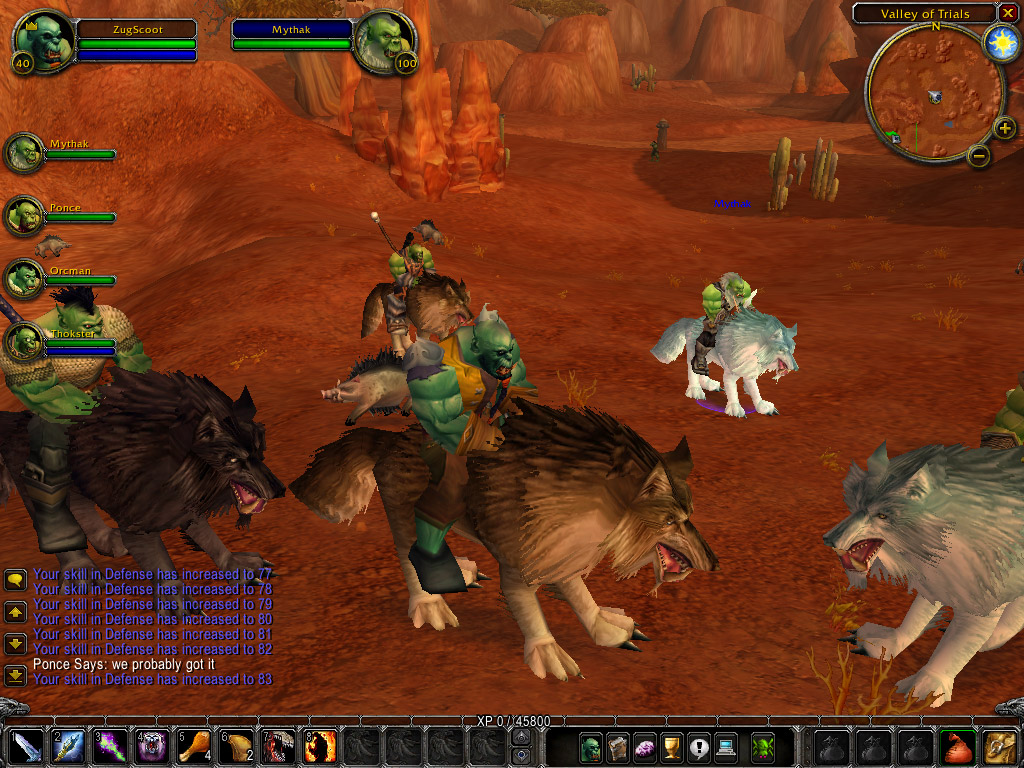 ZugScoot
40
Mythak
100
Valley of Trials
N
Mythak
Ponce
Orcman
Thokster
Mythak
Your skill in Defense has increased to 77
Your skill in Defense has increased to 78
Your skill in Defense has increased to 79
Your skill in Defense has increased to 80
Your skill in Defense has increased to 81
Your skill in Defense has increased to 82
Ponce Says: we probably got it
Your skill in Defense has increased to 83
XP 0 / 45800
2 3 4 5 4 6 2 8